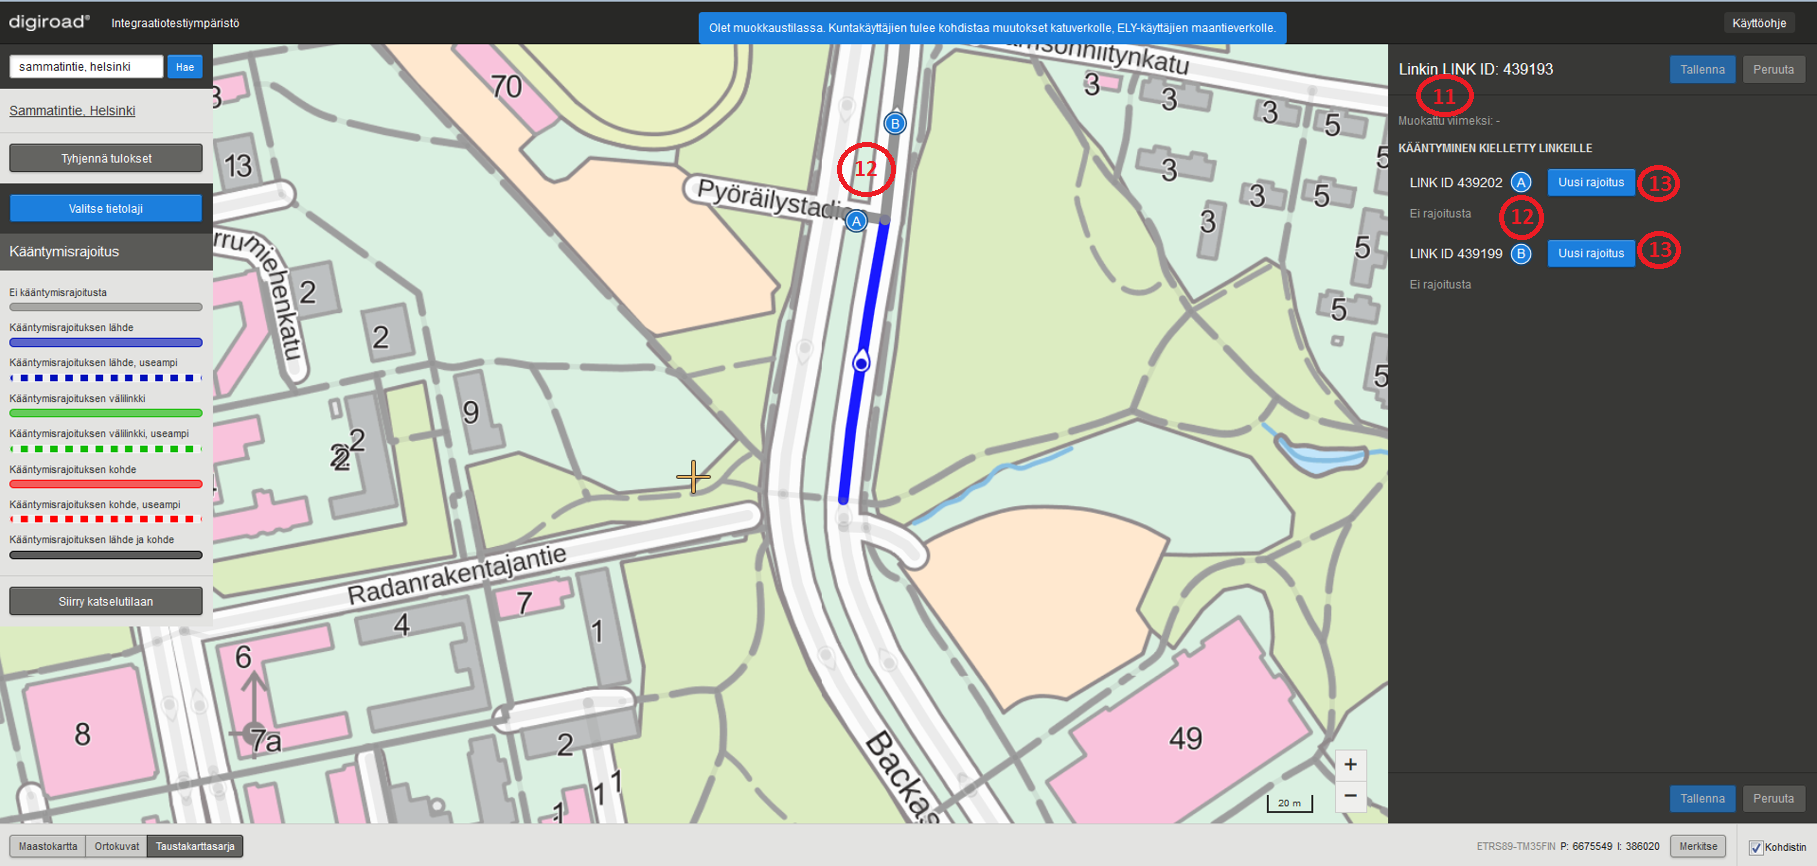 digiroad®
Integraatiotestiympäristö
Olet muokkaustilassa. Kuntakäyttäjien tulee kohdistaa muutokset katuverkolle, ELY-käyttäjien maantieverkolle.
Käyttöohje
sammatintie, helsinki
Hae
Sammatintie, Helsinki
Tyhjennä tulokset
Valitse tietolaji
Kääntymisrajoitus
Ei kääntymisrajoitusta
Kääntymisrajoituksen lähde
Kääntymisrajoituksen lähde, useampi
Kääntymisrajoituksen välilinkki
Kääntymisrajoituksen välilinkki, useampi
Kääntymisrajoituksen kohde
Kääntymisrajoituksen kohde, useampi
Kääntymisrajoituksen lähde ja kohde
Siirry katselutilaan
70
3
13
2
2
9
2
2
2
Radanrakentajantie
7
4
1
6
7a
8
2
1
1
1
Pyöräilystadio
A
B
12
Backas
49
3
3
3
5
5
3
3
5
3
5
5
5
5
20 m
+
−
Linkin LINK ID: 439193
Tallenna
Peruuta
11
Muokattu viimeksi: -
KÄÄNTYMINEN KIELLETTY LINKEILLE
LINK ID 439202 A
Uusi rajoitus
13
Ei rajoitusta
12
LINK ID 439199 B
Uusi rajoitus
13
Ei rajoitusta
Tallenna
Peruuta
Maastokartta
Ortokuvat
Taustakarttasarja
ETRS89-TM35FIN P: 6675549 I: 386020
Merkitse
Kohdistin